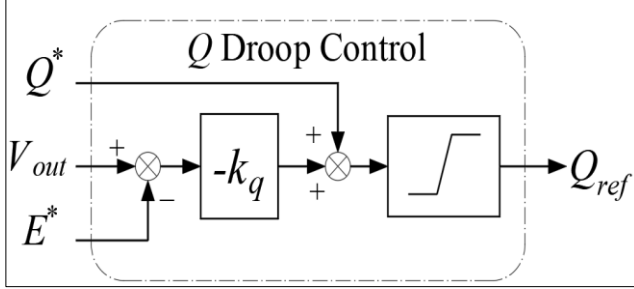 Q Droop Control
Q*
+
V_out + -k_q + Q_ref
−
E*